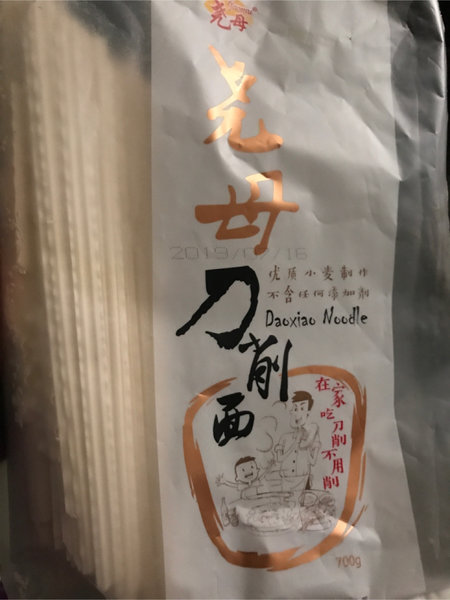 尧母
尧母
2019/07/16
优质小麦制作
不含任何添加剂
Daoxiao Noodle
刀削面
在家
吃刀削
不用削
700g